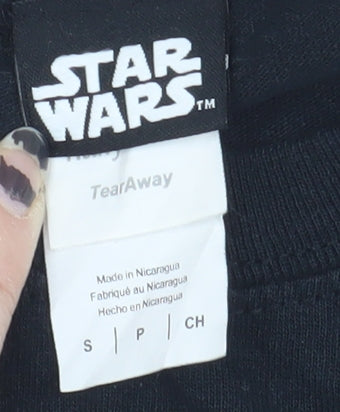 STAR
WARS™
TearAway
Made in Nicaragua
Fabriqué au Nicaragua
Hecho en Nicaragua
S | P | CH